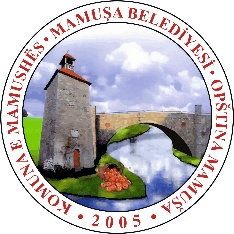 KOMUNA E MAMUSHËS • MAMUŞA BELEDİYESİ • OPŠTINA MAMUŠA
• 2005 •